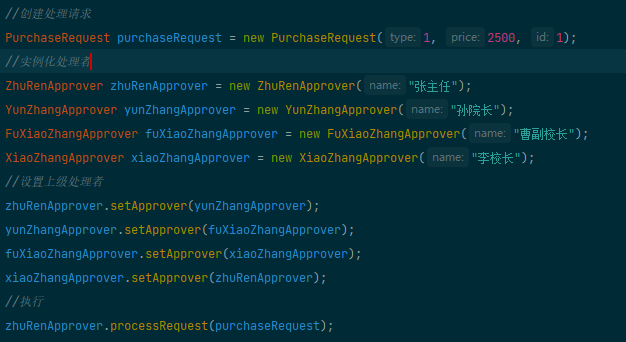 //创建处理请求
PurchaseRequest purchaseRequest = new PurchaseRequest( type: 1, price: 2500, id: 1);
//实例化处理者
ZhuRenApprover zhuRenApprover = new ZhuRenApprover( name: "张主任");
YunZhangApprover yunZhangApprover = new YunZhangApprover( name: "孙院长");
FuXiaoZhangApprover fuXiaoZhangApprover = new FuXiaoZhangApprover( name: "曹副校长");
XiaoZhangApprover xiaoZhangApprover = new XiaoZhangApprover( name: "李校长");
//设置上级处理者
zhuRenApprover.setApprover(yunZhangApprover);
yunZhangApprover.setApprover(fuXiaoZhangApprover);
fuXiaoZhangApprover.setApprover(xiaoZhangApprover);
xiaoZhangApprover.setApprover(zhuRenApprover);
//执行
zhuRenApprover.processRequest(purchaseRequest);